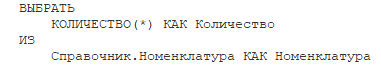 ВЫБРАТЬ
КОЛИЧЕСТВО(*) КАК Количество
ИЗ
Справочник.Номенклатура КАК Номенклатура